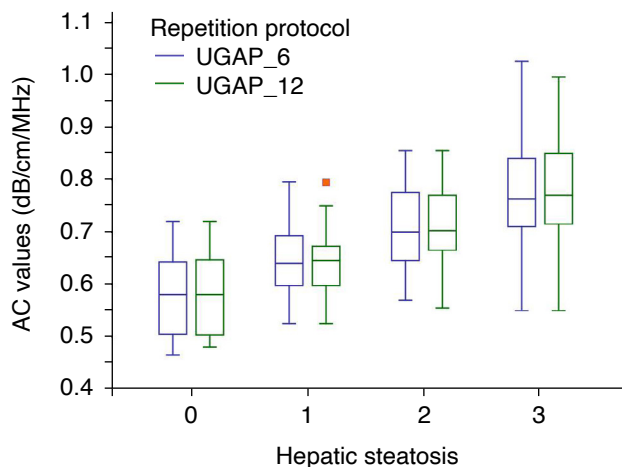 Repetition protocol
UGAP_6
UGAP_12
AC values (dB/cm/MHz)
1.1
1.0
0.9
0.8
0.7
0.6
0.5
0.4
0 1 2 3
Hepatic steatosis